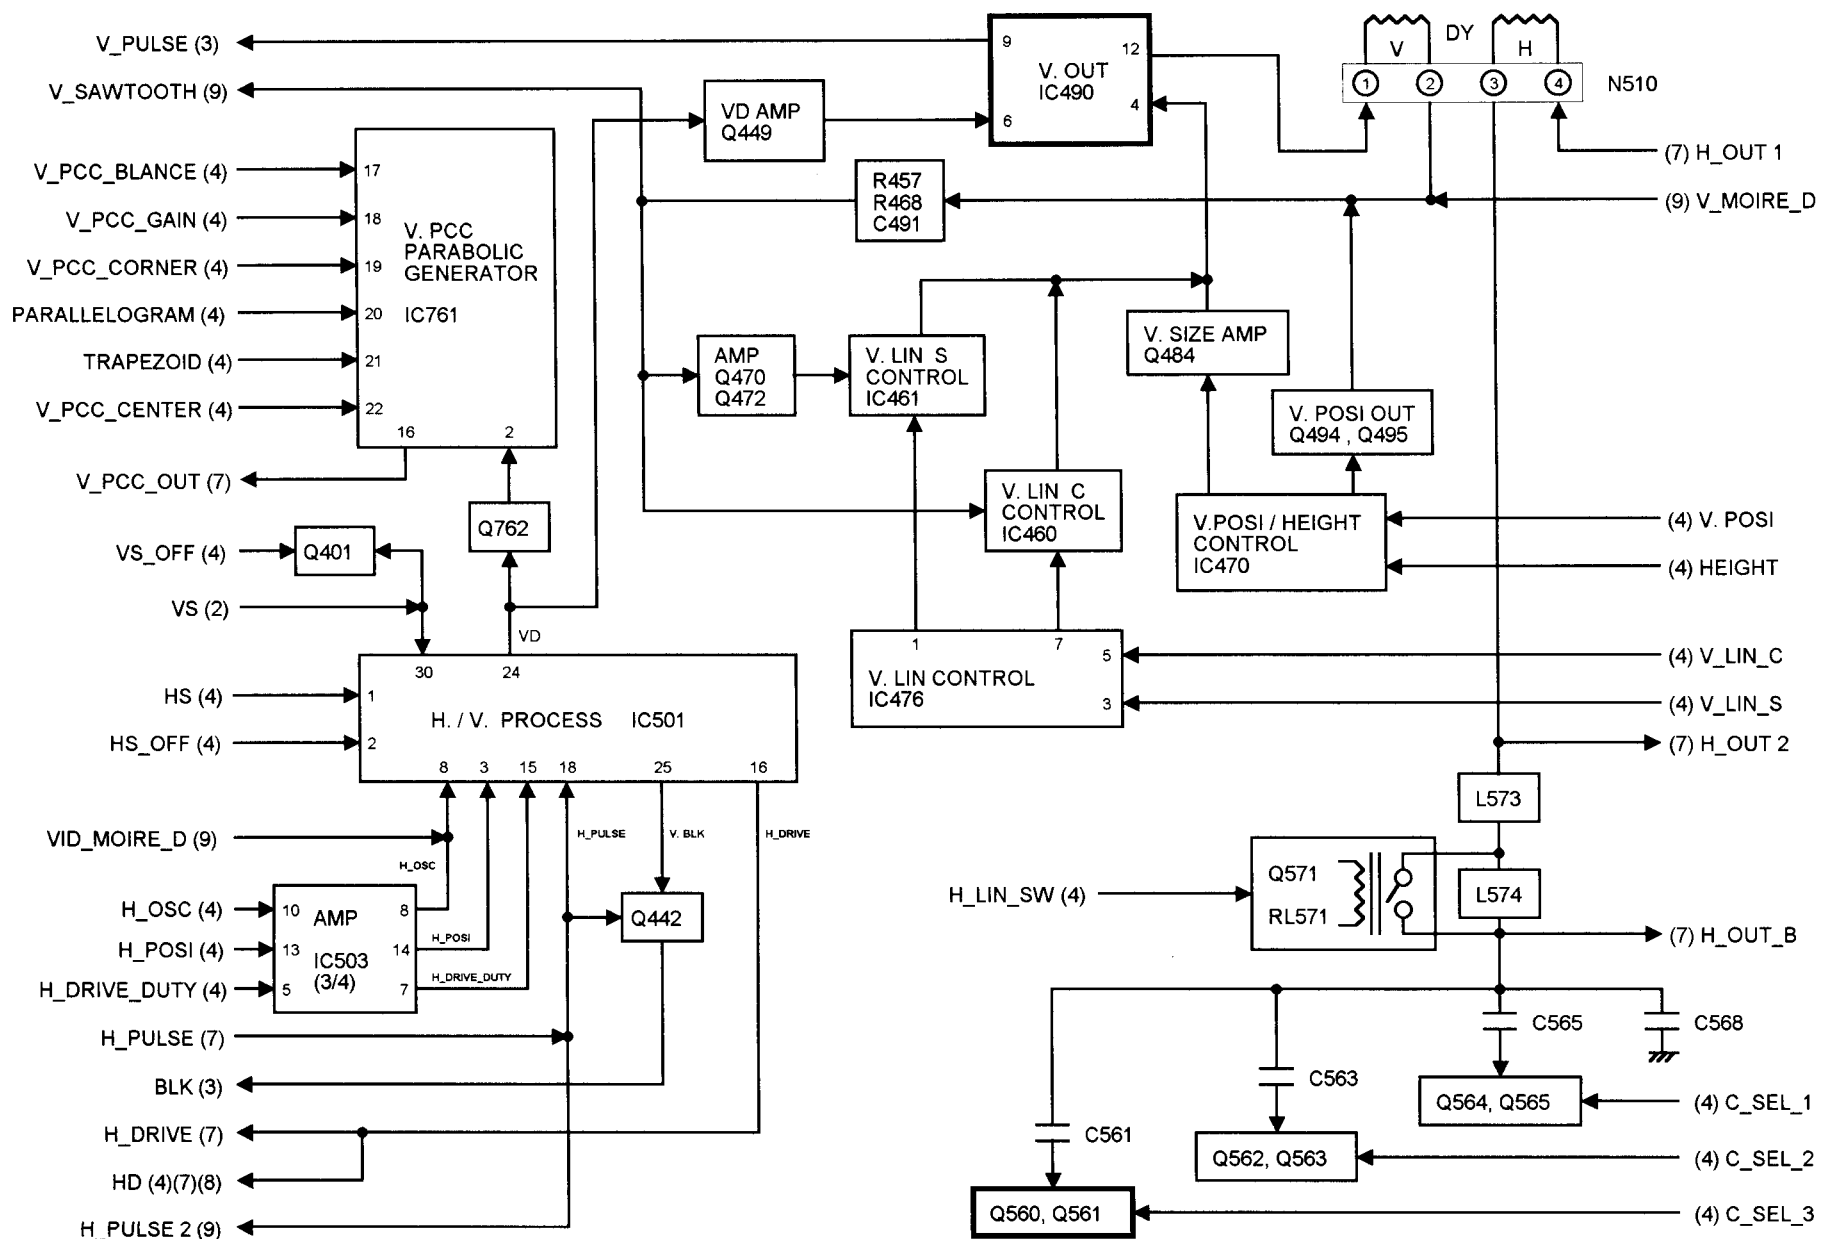 V_PULSE (3)
V_SAWTOOTH (9)
V_PCC_BLANCE (4)
V_PCC_GAIN (4)
V_PCC_CORNER (4)
PARALLELOGRAM (4)
TRAPEZOID (4)
V_PCC_CENTER (4)
V_PCC_OUT (7)
17
18
19
20
21
22
16
2
V. PCC
PARABOLIC
GENERATOR
IC761
VD AMP
Q449
9
6
12
4
V. OUT
IC490
V
DY
H
1
2
3
4
N510
(7) H_OUT 1
(9) V_MOIRE_D
R457
R468
C491
AMP
Q470
Q472
V. LIN S
CONTROL
IC461
V. SIZE AMP
Q484
V. POSI OUT
Q494 , Q495
V. LIN C
CONTROL
IC460
V.POSI / HEIGHT
CONTROL
IC470
(4) V. POSI
(4) HEIGHT
Q762
VS_OFF (4)
Q401
VS (2)
VD
30
24
HS (4)
1
HS_OFF (4)
2
H. / V. PROCESS IC501
8
3
15
18
25
16
1
7
5
3
V. LIN CONTROL
IC476
(4) V_LIN_C
(4) V_LIN_S
(7) H_OUT 2
L573
L574
Q571
RL571
H_LIN_SW (4)
(7) H_OUT_B
VID_MOIRE_D (9)
H_OSC
H_PULSE
V. BLK
H_DRIVE
H_OSC (4)
H_POSI (4)
H_DRIVE_DUTY (4)
10
13
5
AMP
IC503
(3/4)
8
14
7
H_POSI
H_DRIVE_DUTY
Q442
H_PULSE (7)
BLK (3)
H_DRIVE (7)
HD (4)(7)(8)
H_PULSE 2 (9)
C565
C568
C563
C561
Q564, Q565
(4) C_SEL_1
Q562, Q563
(4) C_SEL_2
Q560, Q561
(4) C_SEL_3